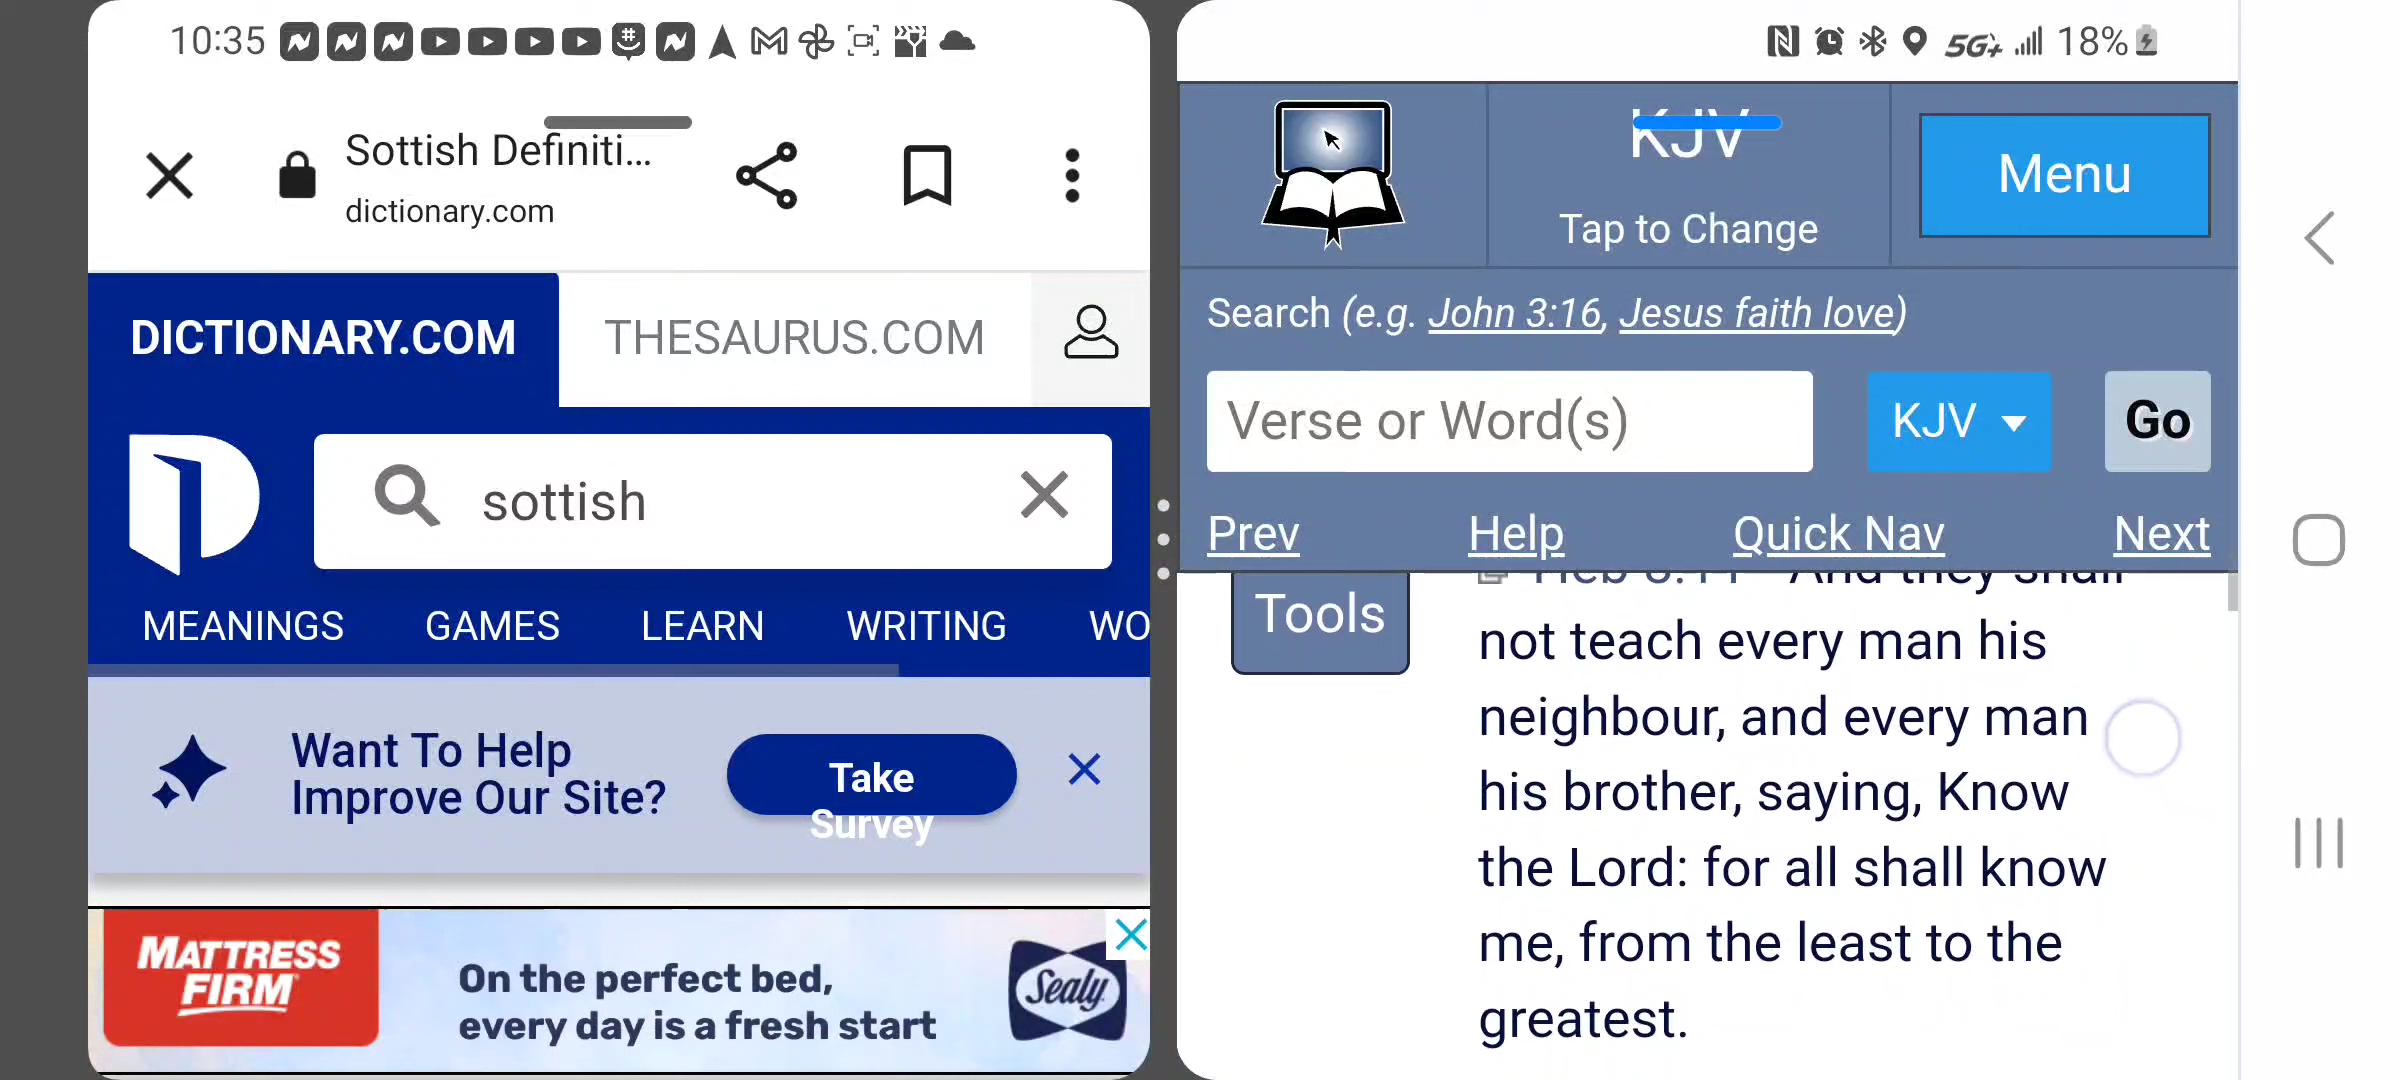 10:35
5G+ 18%
Sottish Definiti...
dictionary.com
DICTIONARY.COM
THESAURUS.COM
sottish
MEANINGS GAMES LEARN WRITING WO
Want To Help
Improve Our Site?
Take
Survey
MATTRESS
FIRM
On the perfect bed,
every day is a fresh start
Sealy
KJV
Tap to Change
Menu
Search (e.g. John 3:16, Jesus faith love)
Verse or Word(s)
KJV
Go
Prev Help Quick Nav Next
Tools
And they shall
not teach every man his
neighbour, and every man
his brother, saying, Know
the Lord: for all shall know
me, from the least to the
greatest.